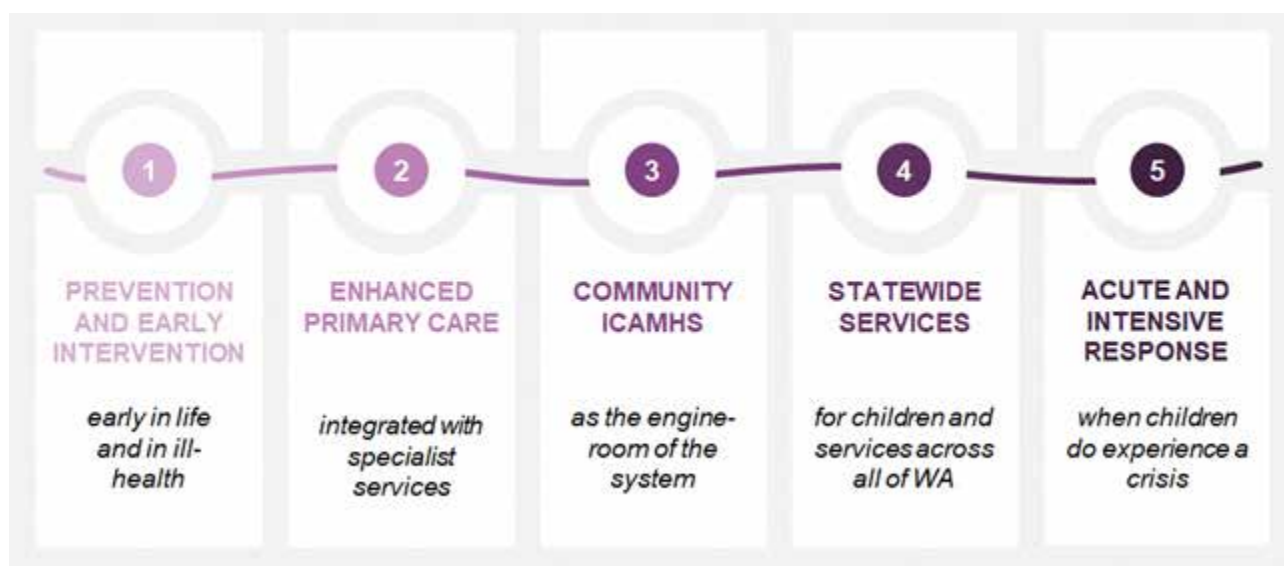 1
PREVENTION
AND EARLY
INTERVENTION
early in life
and in ill-
health
2
ENHANCED
PRIMARY CARE
integrated with
specialist
services
3
COMMUNITY
ICAMHS
as the engine-
room of the
system
4
STATEWIDE
SERVICES
for children and
services across
all of WA
5
ACUTE AND
INTENSIVE
RESPONSE
when children
do experience a
crisis